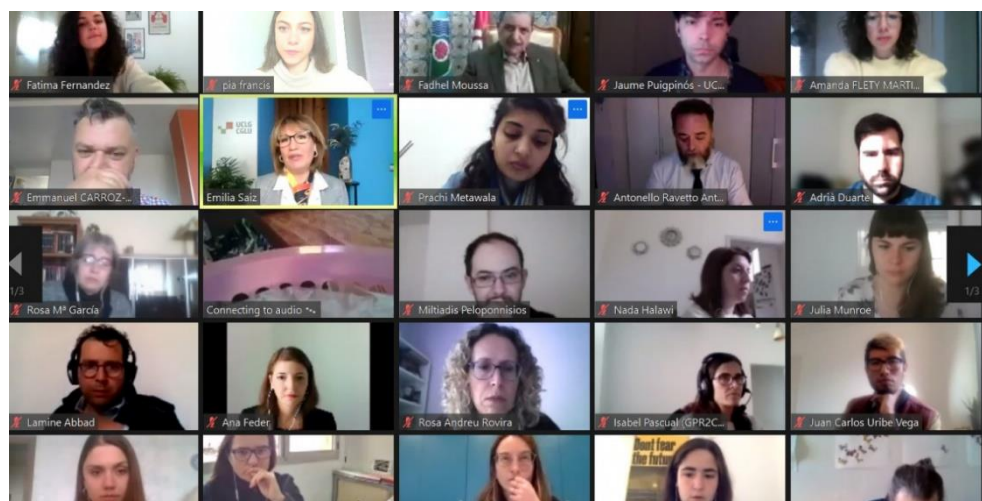 Fatima Fernandez
pia francis
Fadhel Moussa
Jaume Puigpinós - UC...
Amanda FLETY MARTI...
Emmanuel CARROZ-...
UCLG
CGLU
Emilia Saiz
Prachi Metawala
Antonello Ravetto Ant...
Adrià Duarte
1/3
Rosa Mª García
Connecting to audio
Miltiadis Peloponnisios
Nada Halawi
Julia Munroe
1/3
Lamine Abbad
Ana Feder
Rosa Andreu Rovira
Isabel Pascual (GPR2C...
Juan Carlos Uribe Vega
Dont fear
the futur